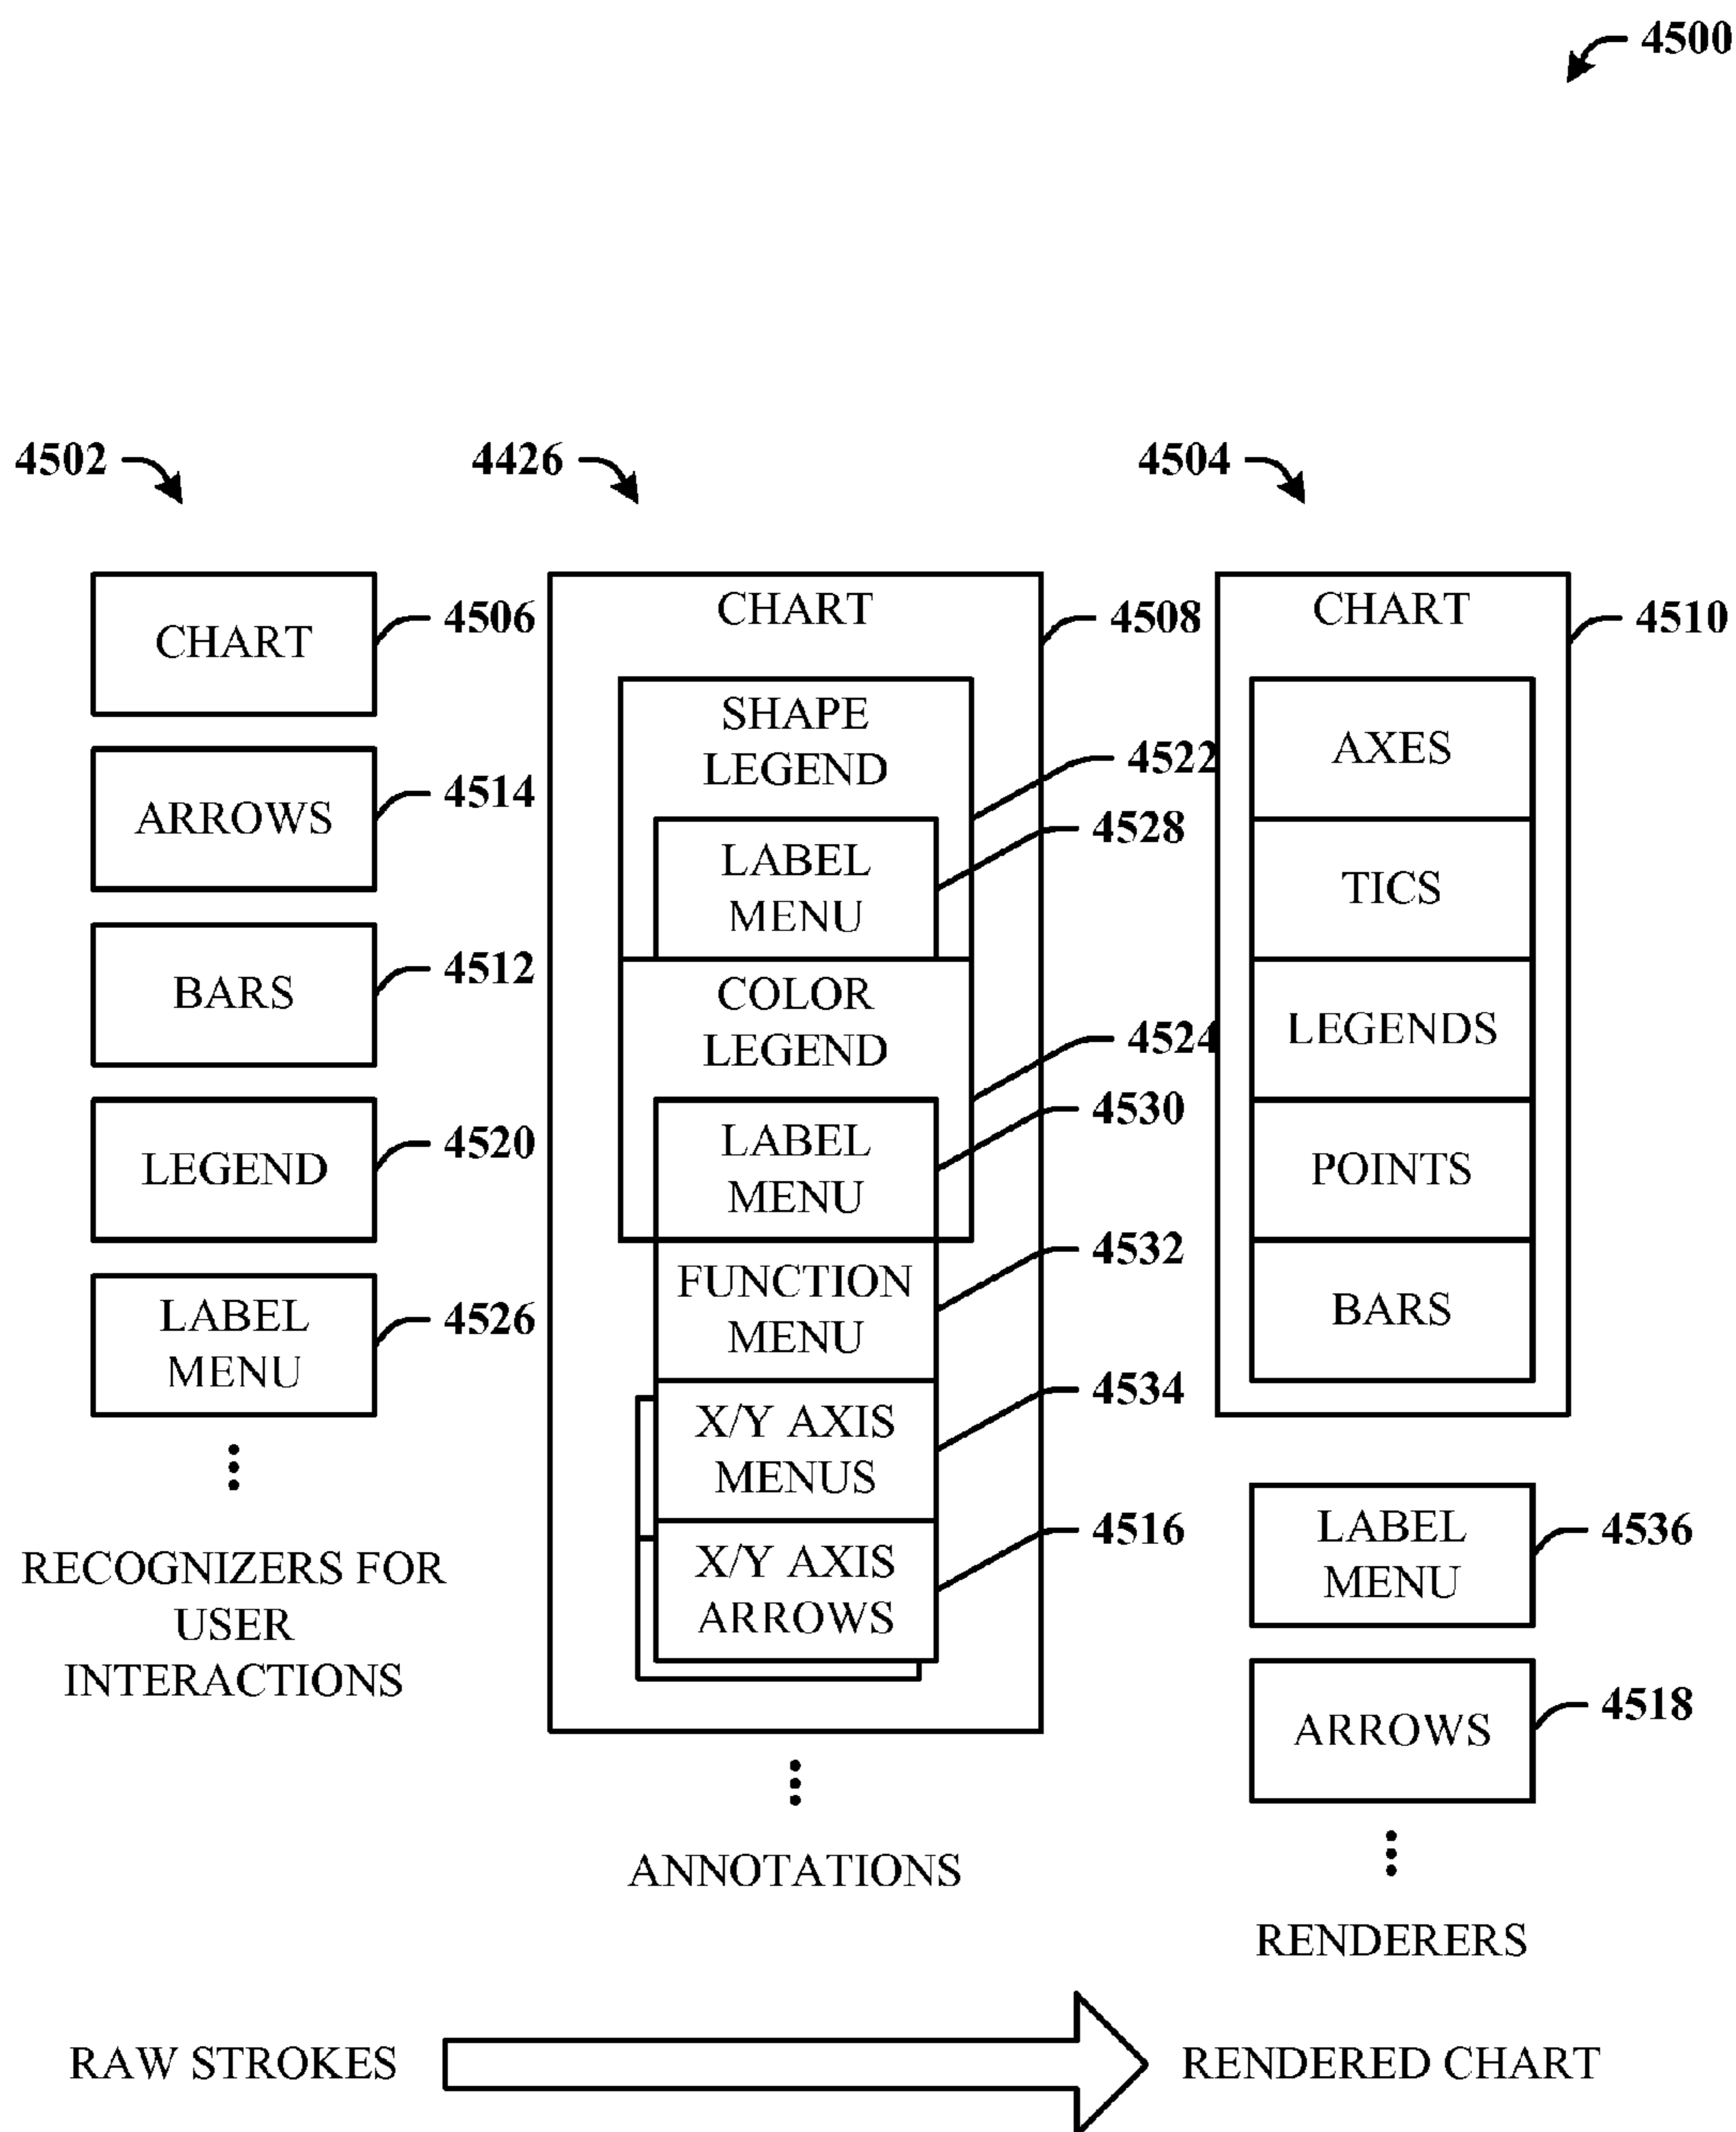 4500
4502
4426
4504
CHART
4506
ARROWS
4514
BARS
4512
LEGEND
4520
LABEL
MENU
4526
RECOGNIZERS FOR
USER
INTERACTIONS
CHART
4508
SHAPE
LEGEND
4522
LABEL
MENU
4528
COLOR
LEGEND
4524
LABEL
MENU
4530
FUNCTION
MENU
4532
X/Y AXIS
MENUS
4534
X/Y AXIS
ARROWS
4516
ANNOTATIONS
CHART
4510
AXES
TICS
LEGENDS
POINTS
BARS
LABEL
MENU
4536
ARROWS
4518
RENDERERS
RAW STROKES
RENDERED CHART